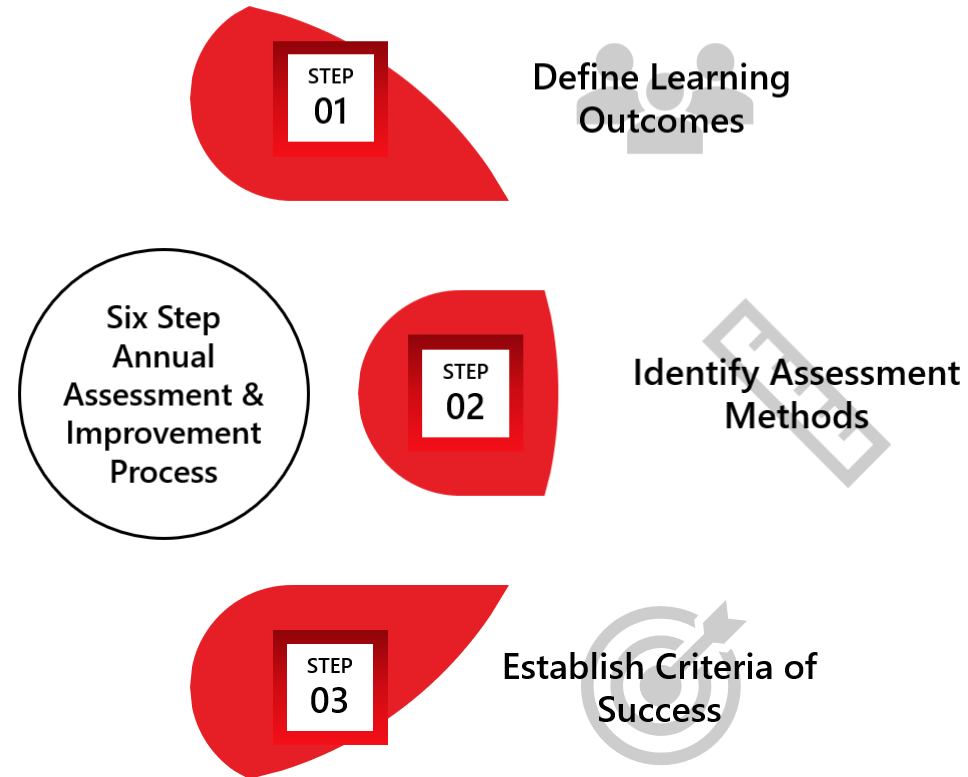 STEP
01
Define Learning
Outcomes
Six Step
Annual
Assessment &
Improvement
Process
STEP
02
Identify Assessment
Methods
STEP
03
Establish Criteria of
Success